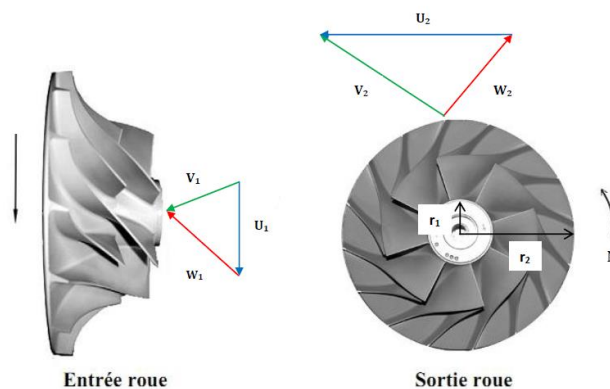 U₂
V₂
W₂
V₁
U₁
W₁
r₁
r₂
N
Entrée roue
Sortie roue